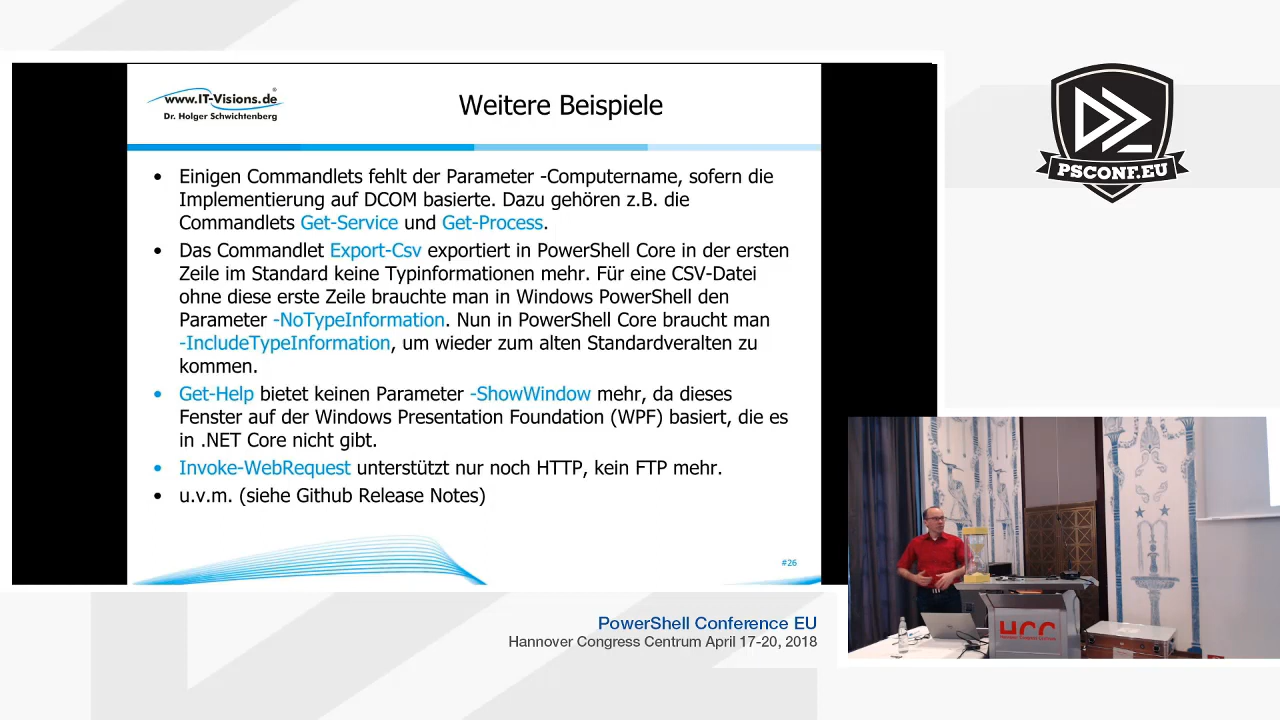 www.IT-Visions.de
®
Dr. Holger Schwichtenberg
Weitere Beispiele
• Einigen Commandlets fehlt der Parameter -Computername, sofern die
Implementierung auf DCOM basierte. Dazu gehören z.B. die
Commandlets Get-Service und Get-Process.
• Das Commandlet Export-Csv exportiert in PowerShell Core in der ersten
Zeile im Standard keine Typinformationen mehr. Für eine CSV-Datei
ohne diese erste Zeile brauchte man in Windows PowerShell den
Parameter -NoTypeInformation. Nun in PowerShell Core braucht man
-IncludeTypeInformation, um wieder zum alten Standardveralten zu
kommen.
• Get-Help bietet keinen Parameter -ShowWindow mehr, da dieses
Fenster auf der Windows Presentation Foundation (WPF) basiert, die es
in .NET Core nicht gibt.
• Invoke-WebRequest unterstützt nur noch HTTP, kein FTP mehr.
• u.v.m. (siehe Github Release Notes)
#26
PSCONF.EU
PowerShell Conference EU
Hannover Congress Centrum April 17-20, 2018
HCC